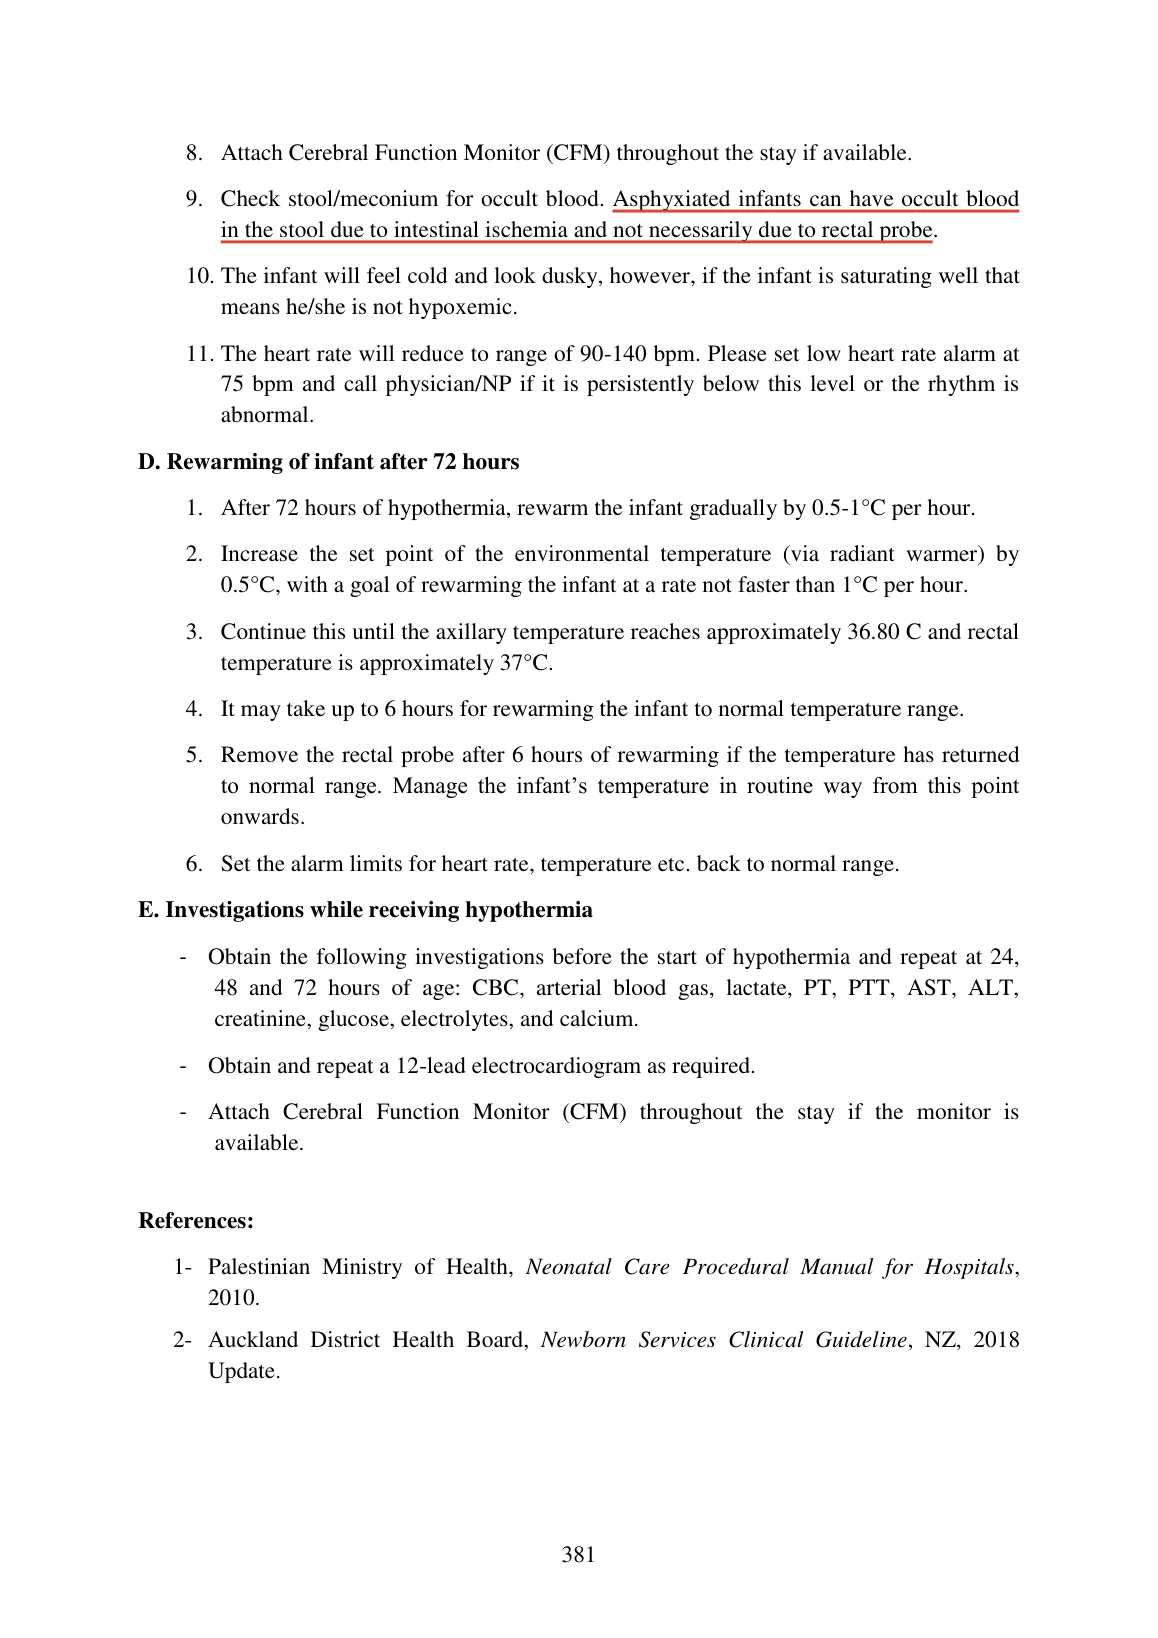 8. Attach Cerebral Function Monitor (CFM) throughout the stay if available.
9. Check stool/meconium for occult blood. Asphyxiated infants can have occult blood
in the stool due to intestinal ischemia and not necessarily due to rectal probe.
10. The infant will feel cold and look dusky, however, if the infant is saturating well that
means he/she is not hypoxemic.
11. The heart rate will reduce to range of 90-140 bpm. Please set low heart rate alarm at
75 bpm and call physician/NP if it is persistently below this level or the rhythm is
abnormal.
D. Rewarming of infant after 72 hours
1. After 72 hours of hypothermia, rewarm the infant gradually by 0.5-1°C per hour.
2. Increase the set point of the environmental temperature (via radiant warmer) by
0.5°C, with a goal of rewarming the infant at a rate not faster than 1°C per hour.
3. Continue this until the axillary temperature reaches approximately 36.80 C and rectal
temperature is approximately 37°C.
4. It may take up to 6 hours for rewarming the infant to normal temperature range.
5. Remove the rectal probe after 6 hours of rewarming if the temperature has returned
to normal range. Manage the infant’s temperature in routine way from this point
onwards.
6. Set the alarm limits for heart rate, temperature etc. back to normal range.
E. Investigations while receiving hypothermia
- Obtain the following investigations before the start of hypothermia and repeat at 24,
48 and 72 hours of age: CBC, arterial blood gas, lactate, PT, PTT, AST, ALT,
creatinine, glucose, electrolytes, and calcium.
- Obtain and repeat a 12-lead electrocardiogram as required.
- Attach Cerebral Function Monitor (CFM) throughout the stay if the monitor is
available.
References:
1- Palestinian Ministry of Health, Neonatal Care Procedural Manual for Hospitals,
2010.
2- Auckland District Health Board, Newborn Services Clinical Guideline, NZ, 2018
Update.
381